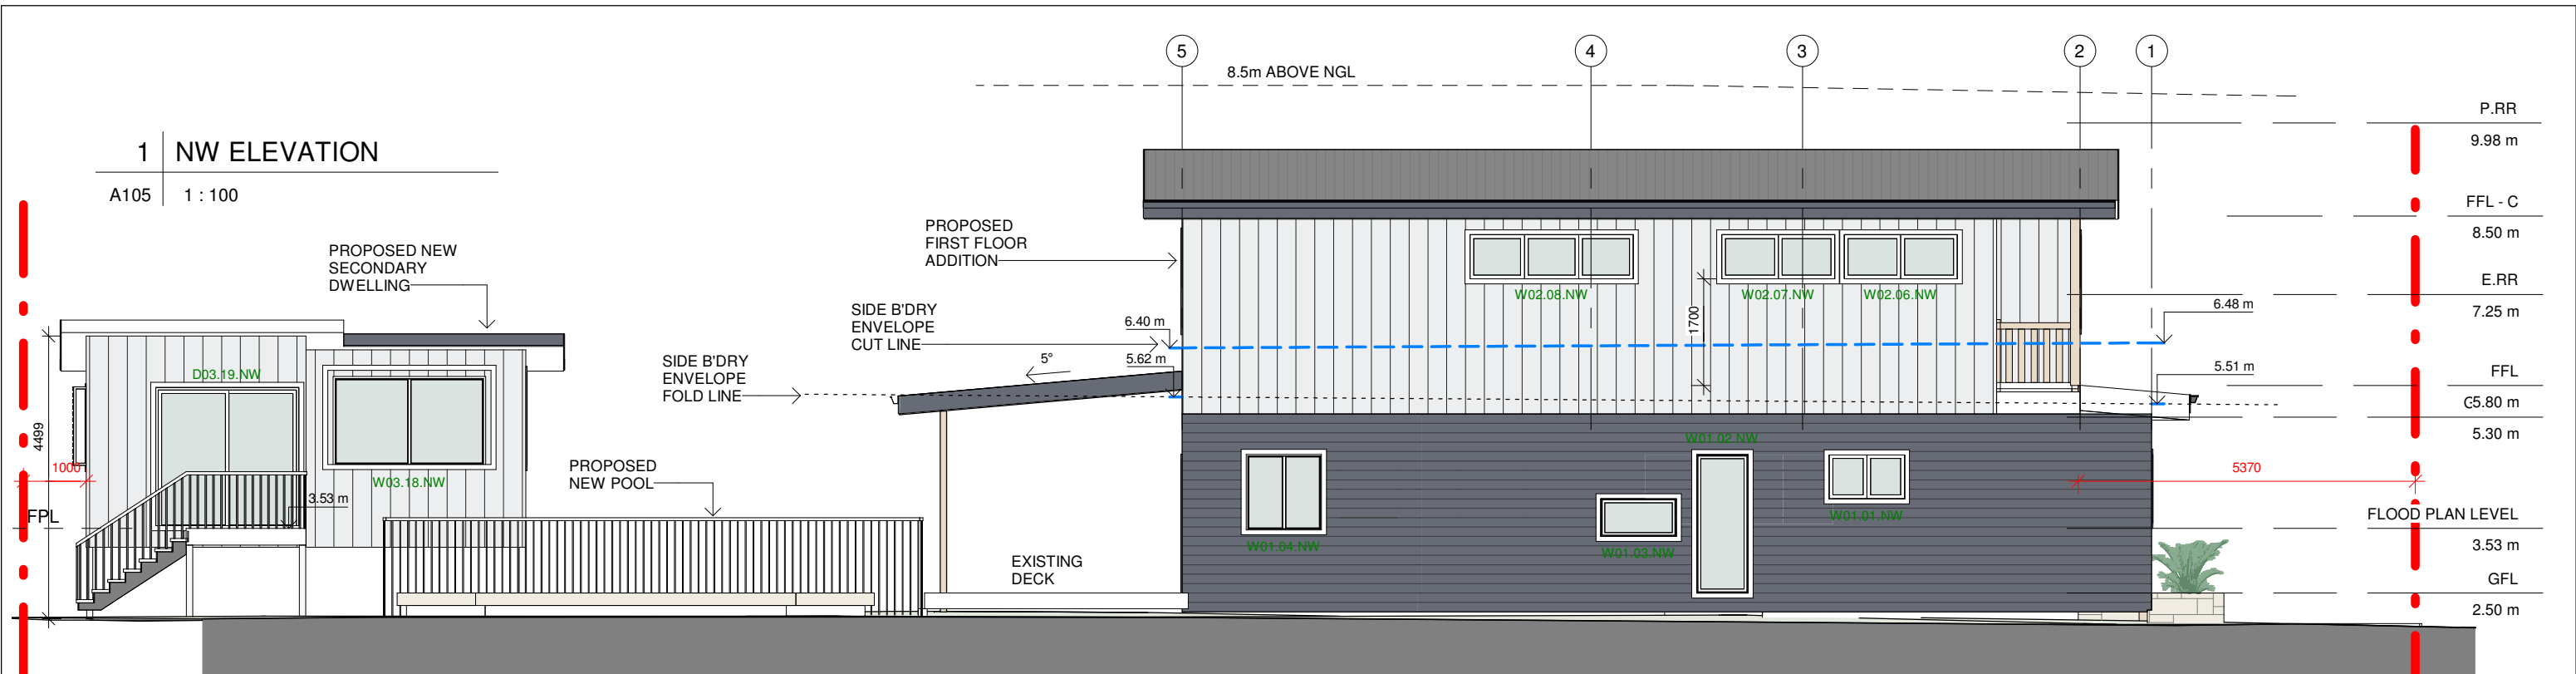 5
4
3
2
1
8.5m ABOVE NGL
1 NW ELEVATION
A105 1 : 100
P.RR
9.98 m
FFL - C
8.50 m
E.RR
7.25 m
FFL
C5.80 m
5.30 m
FLOOD PLAN LEVEL
3.53 m
GFL
2.50 m
PROPOSED NEW
SECONDARY
DWELLING
PROPOSED
FIRST FLOOR
ADDITION
SIDE B'DRY
ENVELOPE
CUT LINE
SIDE B'DRY
ENVELOPE
FOLD LINE
6.40 m
5.62 m
5°
6.48 m
5.51 m
W02.08.NW
W02.07.NW
W02.06.NW
1700
D03.19.NW
W03.18.NW
4499
1000
3.53 m
FPL
PROPOSED
NEW POOL
EXISTING
DECK
W01.04.NW
W01.03.NW
W01.02.NW
W01.01.NW
5370